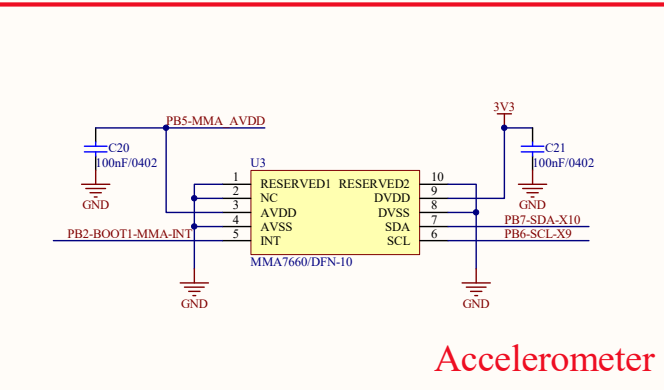 3V3
PB5-MMA_AVDD
C20
100nF/0402
C21
100nF/0402
GND
GND
U3
1 RESERVED1 RESERVED2 10
2 NC DVDD 9
3 AVDD DVSS 8
4 AVSS SDA 7 PB7-SDA-X10
PB2-BOOT1-MMA-INT 5 INT SCL 6 PB6-SCL-X9
MMA7660/DFN-10
GND
GND
Accelerometer